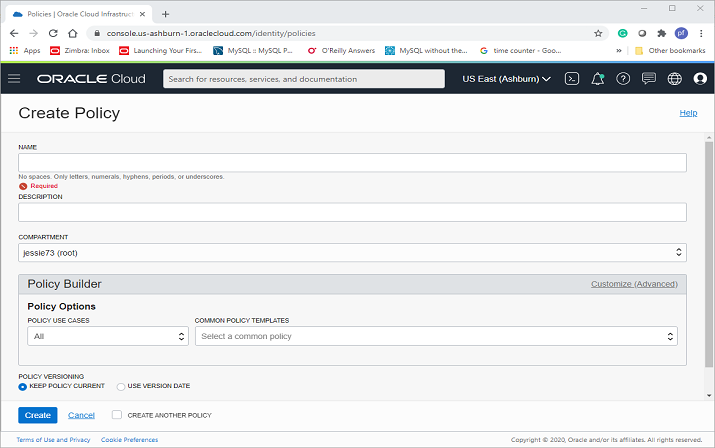 Policies | Oracle Cloud Infrastruct
console.us-ashburn-1.oraclecloud.com/identity/policies
pf
Apps
Zimbra: Inbox
Launching Your Firs...
MySQL :: MySQL P...
O'Reilly Answers
MySQL without the...
time counter - Goo...
»
Other bookmarks
ORACLE Cloud
Search for resources, services, and documentation
US East (Ashburn)
Create Policy
Help
NAME
No spaces. Only letters, numerals, hyphens, periods, or underscores.
Required
DESCRIPTION
COMPARTMENT
jessie73 (root)
Policy Builder
Customize (Advanced)
Policy Options
POLICY USE CASES
COMMON POLICY TEMPLATES
All
Select a common policy
POLICY VERSIONING
KEEP POLICY CURRENT
USE VERSION DATE
Create
Cancel
CREATE ANOTHER POLICY
Terms of Use and Privacy
Cookie Preferences
Copyright © 2020, Oracle and/or its affiliates. All rights reserved.